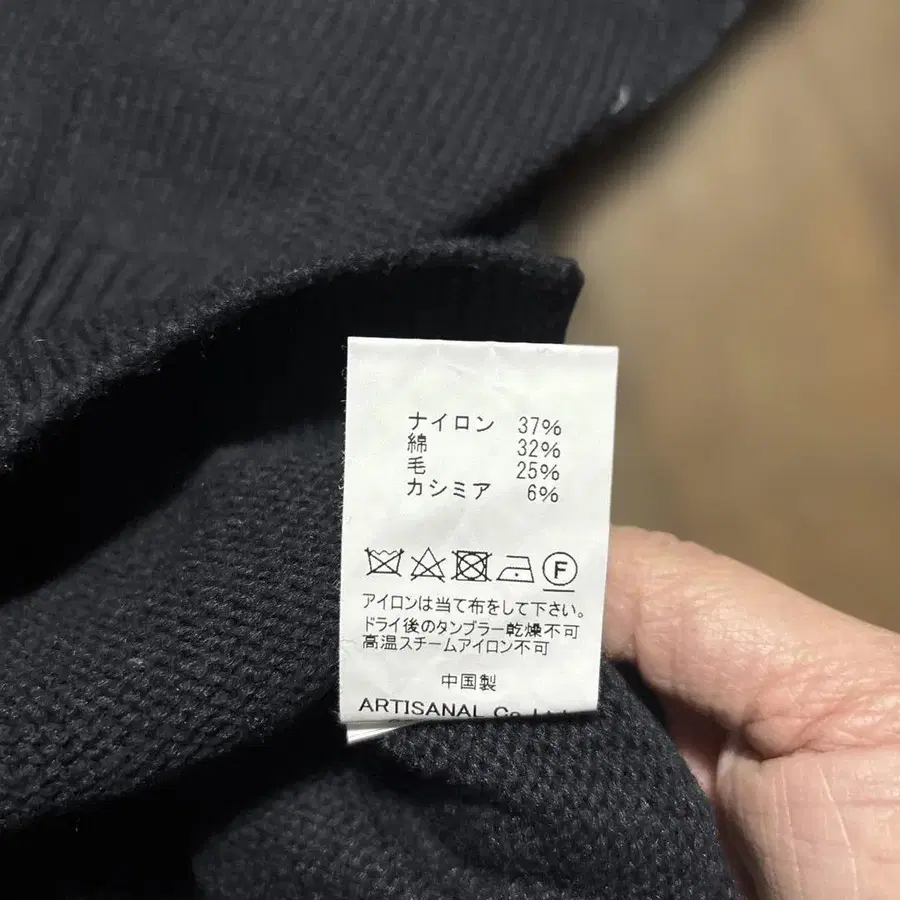 ナイロン 37%
綿 32%
毛 25%
カシミア 6%
F
アイロンは当て布をして下さい。
ドライ後のタンブラー乾燥不可
高温スチームアイロン不可
中国製
ARTISANAL Co.,Ltd.